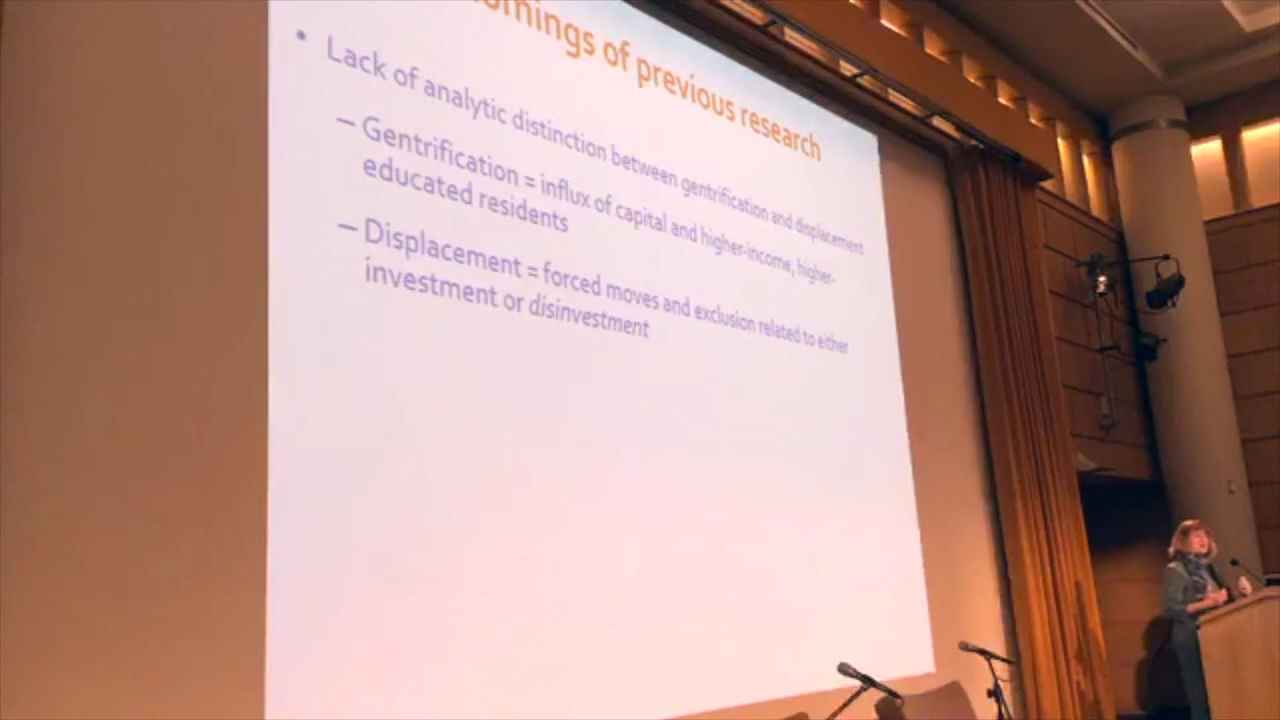 of previous research
• Lack of analytic distinction between gentrification and displacement
– Gentrification = influx of capital and higher-income, higher-
educated residents
– Displacement = forced moves and exclusion related to either
investment or disinvestment